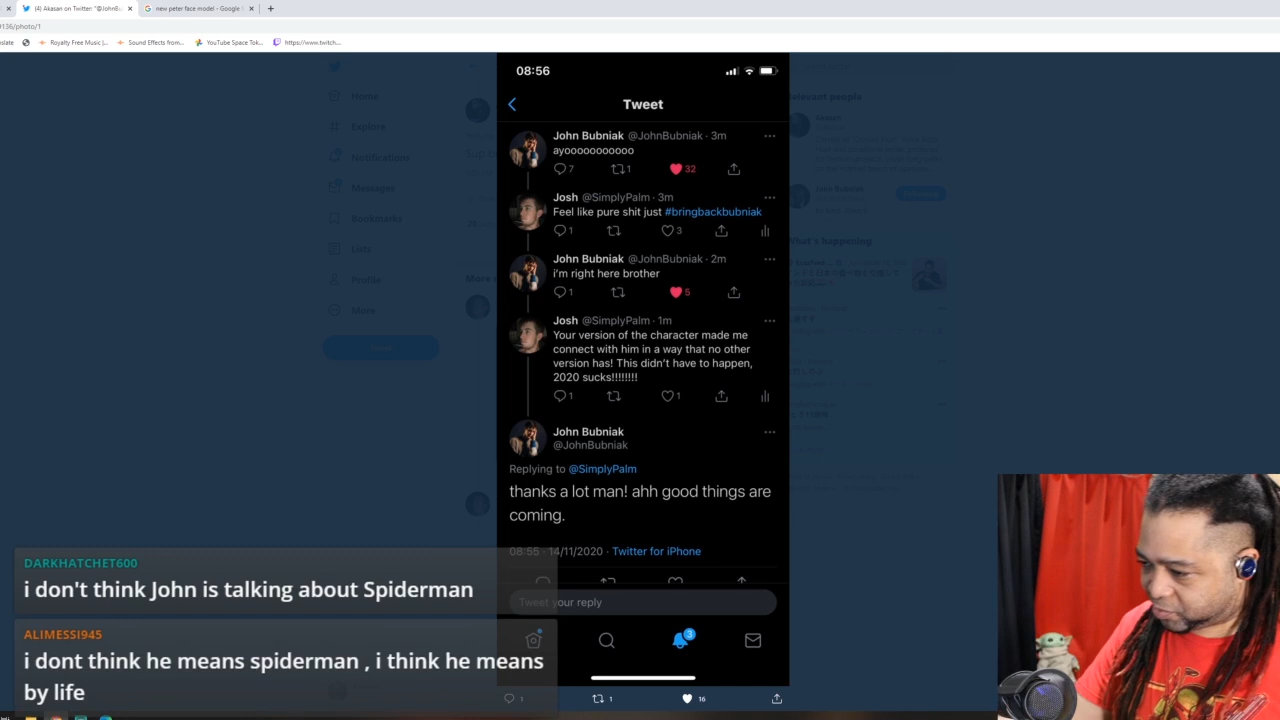 (4) Akasan on Twitter: "@JohnBu
new peter face model - Google S
9136/photo/1
slate
Royalty Free Music |...
Sound Effects from...
YouTube Space Tok...
https://www.twitch...
08:56
Tweet
John Bubniak @JohnBubniak · 3m
ayooooooooooo
7 1 32
Josh @SimplyPalm · 3m
Feel like pure shit just #bringbackbubniak
1 3
John Bubniak @JohnBubniak · 2m
i'm right here brother
1 5
Josh @SimplyPalm · 1m
Your version of the character made me
connect with him in a way that no other
version has! This didn't have to happen,
2020 sucks!!!!!!!!
1 1
John Bubniak
@JohnBubniak
Replying to @SimplyPalm
thanks a lot man! ahh good things are
coming.
08:55 · 14/11/2020 · Twitter for iPhone
Tweet your reply
3
1 1 16
Home
Explore
Notifications
Messages
Bookmarks
Lists
Profile
More
Relevant people
What's happening
DARKHATCHET600
i don't think John is talking about Spiderman
ALIMESSI945
i dont think he means spiderman , i think he means
by life